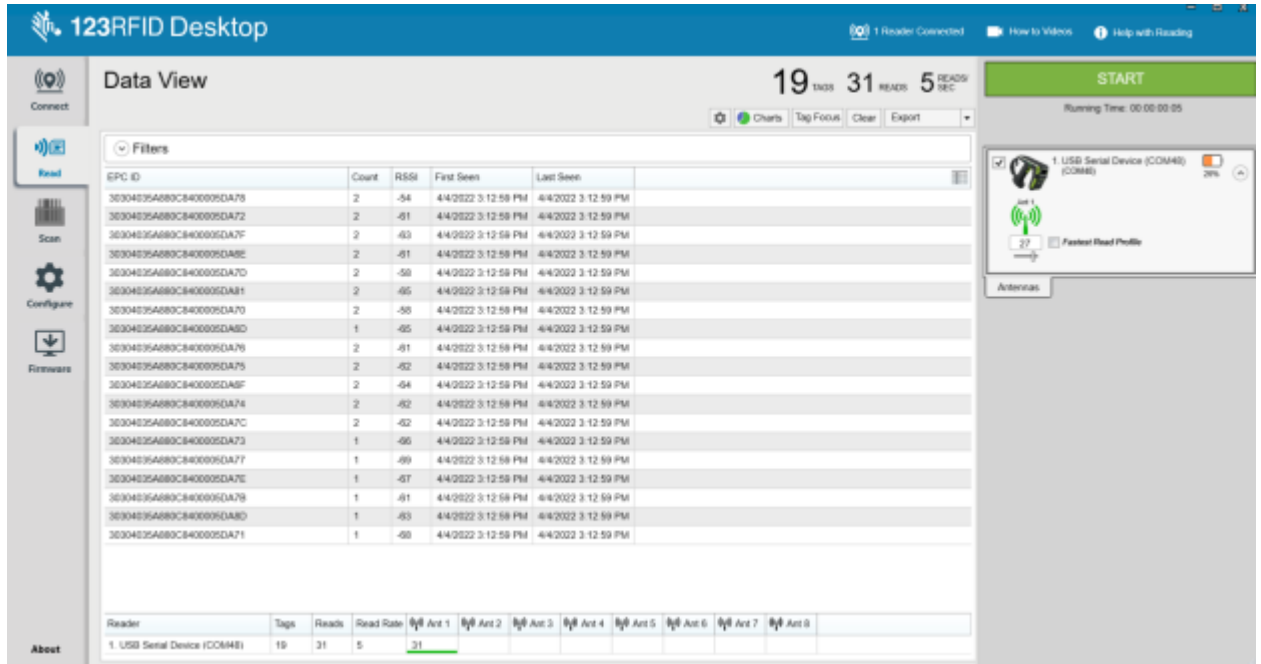 123RFID Desktop
1 Reader Connected
How to Videos
Help with Reading
Connect
Read
Scan
Configure
Firmware
About
Data View
19 TAGS 31 READS 5 READS/SEC
Charts Tag Focus Clear Export
Filters
EPC ID Count RSSI First Seen Last Seen
30304035A880C8400005DA78 2 -54 4/4/2022 3:12:59 PM 4/4/2022 3:12:59 PM
30304035A880C8400005DA72 2 -61 4/4/2022 3:12:59 PM 4/4/2022 3:12:59 PM
30304035A880C8400005DA7F 2 -63 4/4/2022 3:12:59 PM 4/4/2022 3:12:59 PM
2 -61 4/4/2022 3:12:59 PM 4/4/2022 3:12:59 PM
30304035A880C8400005DA7D 2 4/4/2022 3:12:59 PM 4/4/2022 3:12:59 PM
30304035A880C8400005DA81 2 -65 4/4/2022 3:12:59 PM 4/4/2022 3:12:59 PM
30304035A880C8400005DA70 2 4/4/2022 3:12:59 PM 4/4/2022 3:12:59 PM
1 -65 4/4/2022 3:12:59 PM 4/4/2022 3:12:59 PM
30304035A880C8400005DA76 2 -61 4/4/2022 3:12:59 PM 4/4/2022 3:12:59 PM
30304035A880C8400005DA75 2 -62 4/4/2022 3:12:59 PM 4/4/2022 3:12:59 PM
2 -64 4/4/2022 3:12:59 PM 4/4/2022 3:12:59 PM
30304035A880C8400005DA74 2 -62 4/4/2022 3:12:59 PM 4/4/2022 3:12:59 PM
30304035A880C8400005DA7C 2 -62 4/4/2022 3:12:59 PM 4/4/2022 3:12:59 PM
30304035A880C8400005DA73 1 -66 4/4/2022 3:12:59 PM 4/4/2022 3:12:59 PM
30304035A880C8400005DA77 1 -69 4/4/2022 3:12:59 PM 4/4/2022 3:12:59 PM
30304035A880C8400005DA7E 1 -67 4/4/2022 3:12:59 PM 4/4/2022 3:12:59 PM
1 -61 4/4/2022 3:12:59 PM 4/4/2022 3:12:59 PM
1 -63 4/4/2022 3:12:59 PM 4/4/2022 3:12:59 PM
30304035A880C8400005DA71 1 4/4/2022 3:12:59 PM 4/4/2022 3:12:59 PM
Reader Tags Reads Read Rate Ant 1 Ant 2 Ant 3 Ant 4 Ant 5 Ant 6 Ant 7 Ant 8
1. USB Serial Device (COM48) 19 31 5 31
START
Running Time: 00:00:00:05
1. USB Serial Device (COM48)
(COM48)
Ant 1
27 Fastest Read Profile
Antennas